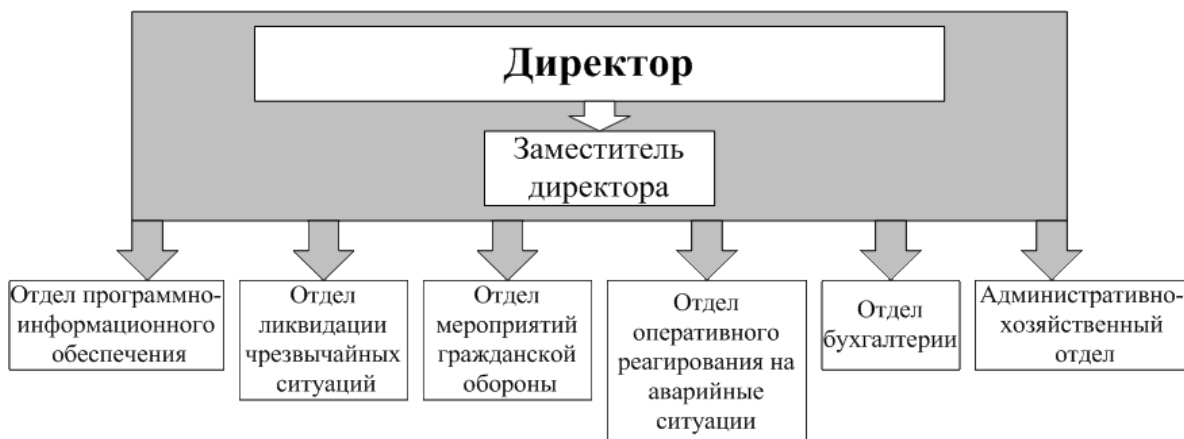 Директор
Заместитель
директора
Отдел программно-
информационного
обеспечения
Отдел
ликвидации
чрезвычайных
ситуаций
Отдел
мероприятий
гражданской
обороны
Отдел
оперативного
реагирования на
аварийные
ситуации
Отдел
бухгалтерии
Административно-
хозяйственный
отдел